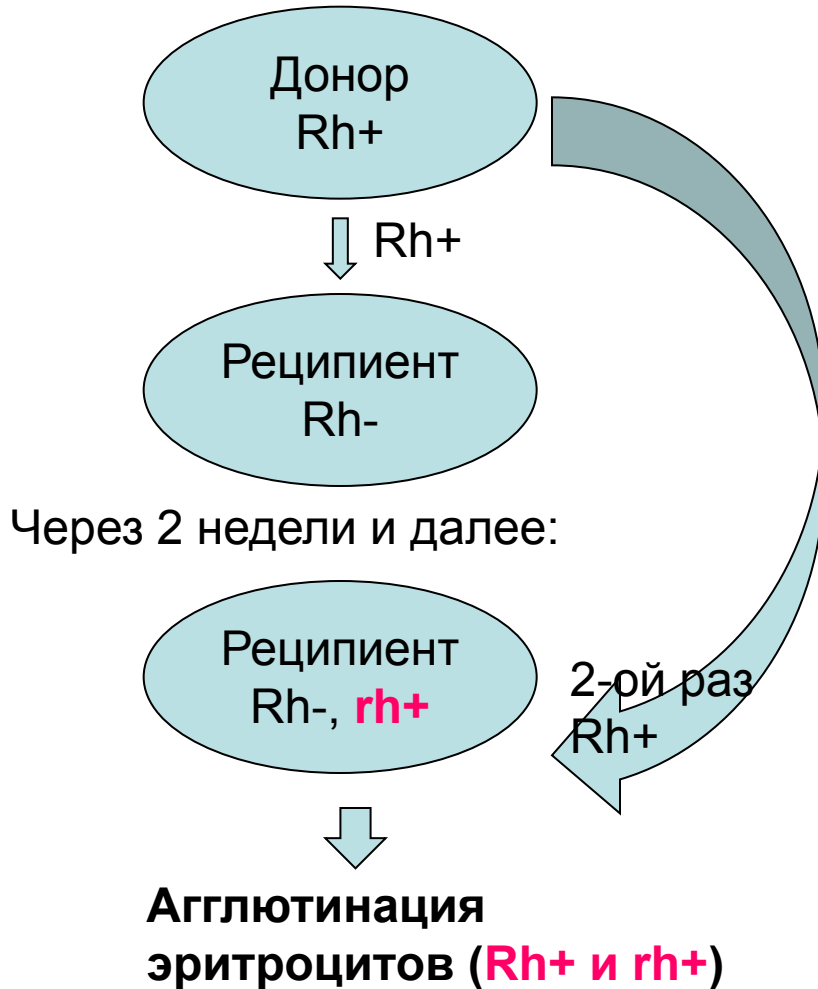 Донор
Rh+
Rh+
Реципиент
Rh-
Через 2 недели и далее:
Реципиент
Rh-, rh+
2-ой раз
Rh+
Агглютинация
эритроцитов (Rh+ и rh+)